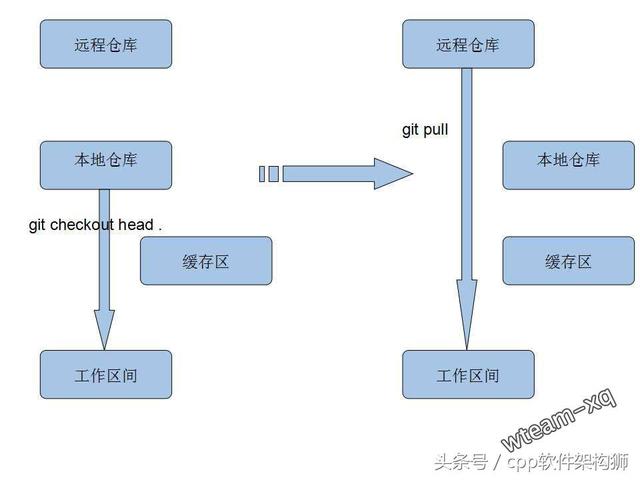 远程仓库
本地仓库
git checkout head .
缓存区
工作区间
远程仓库
git pull
本地仓库
缓存区
工作区间
wteam-xq
头条号 / cpp软件架构狮